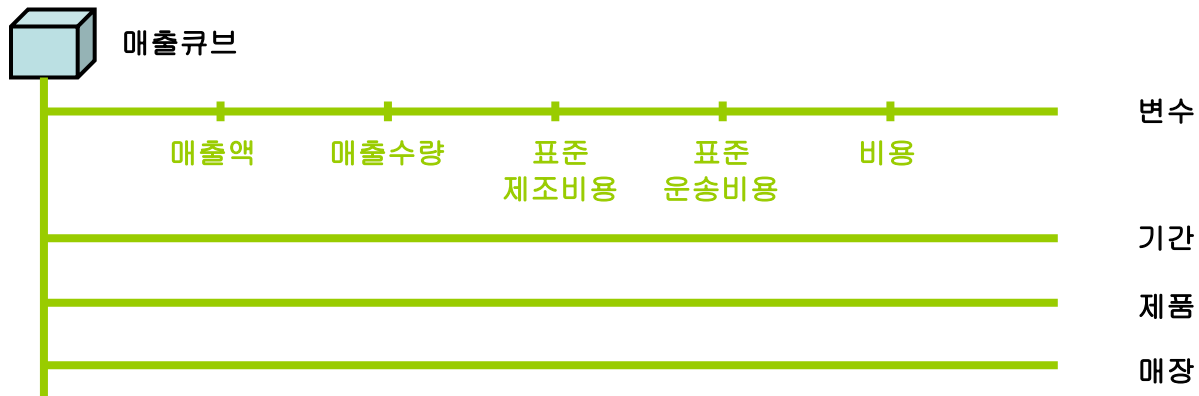 매출큐브
변수
매출액 매출수량 표준 표준 비용
제조비용 운송비용
기간
제품
매장